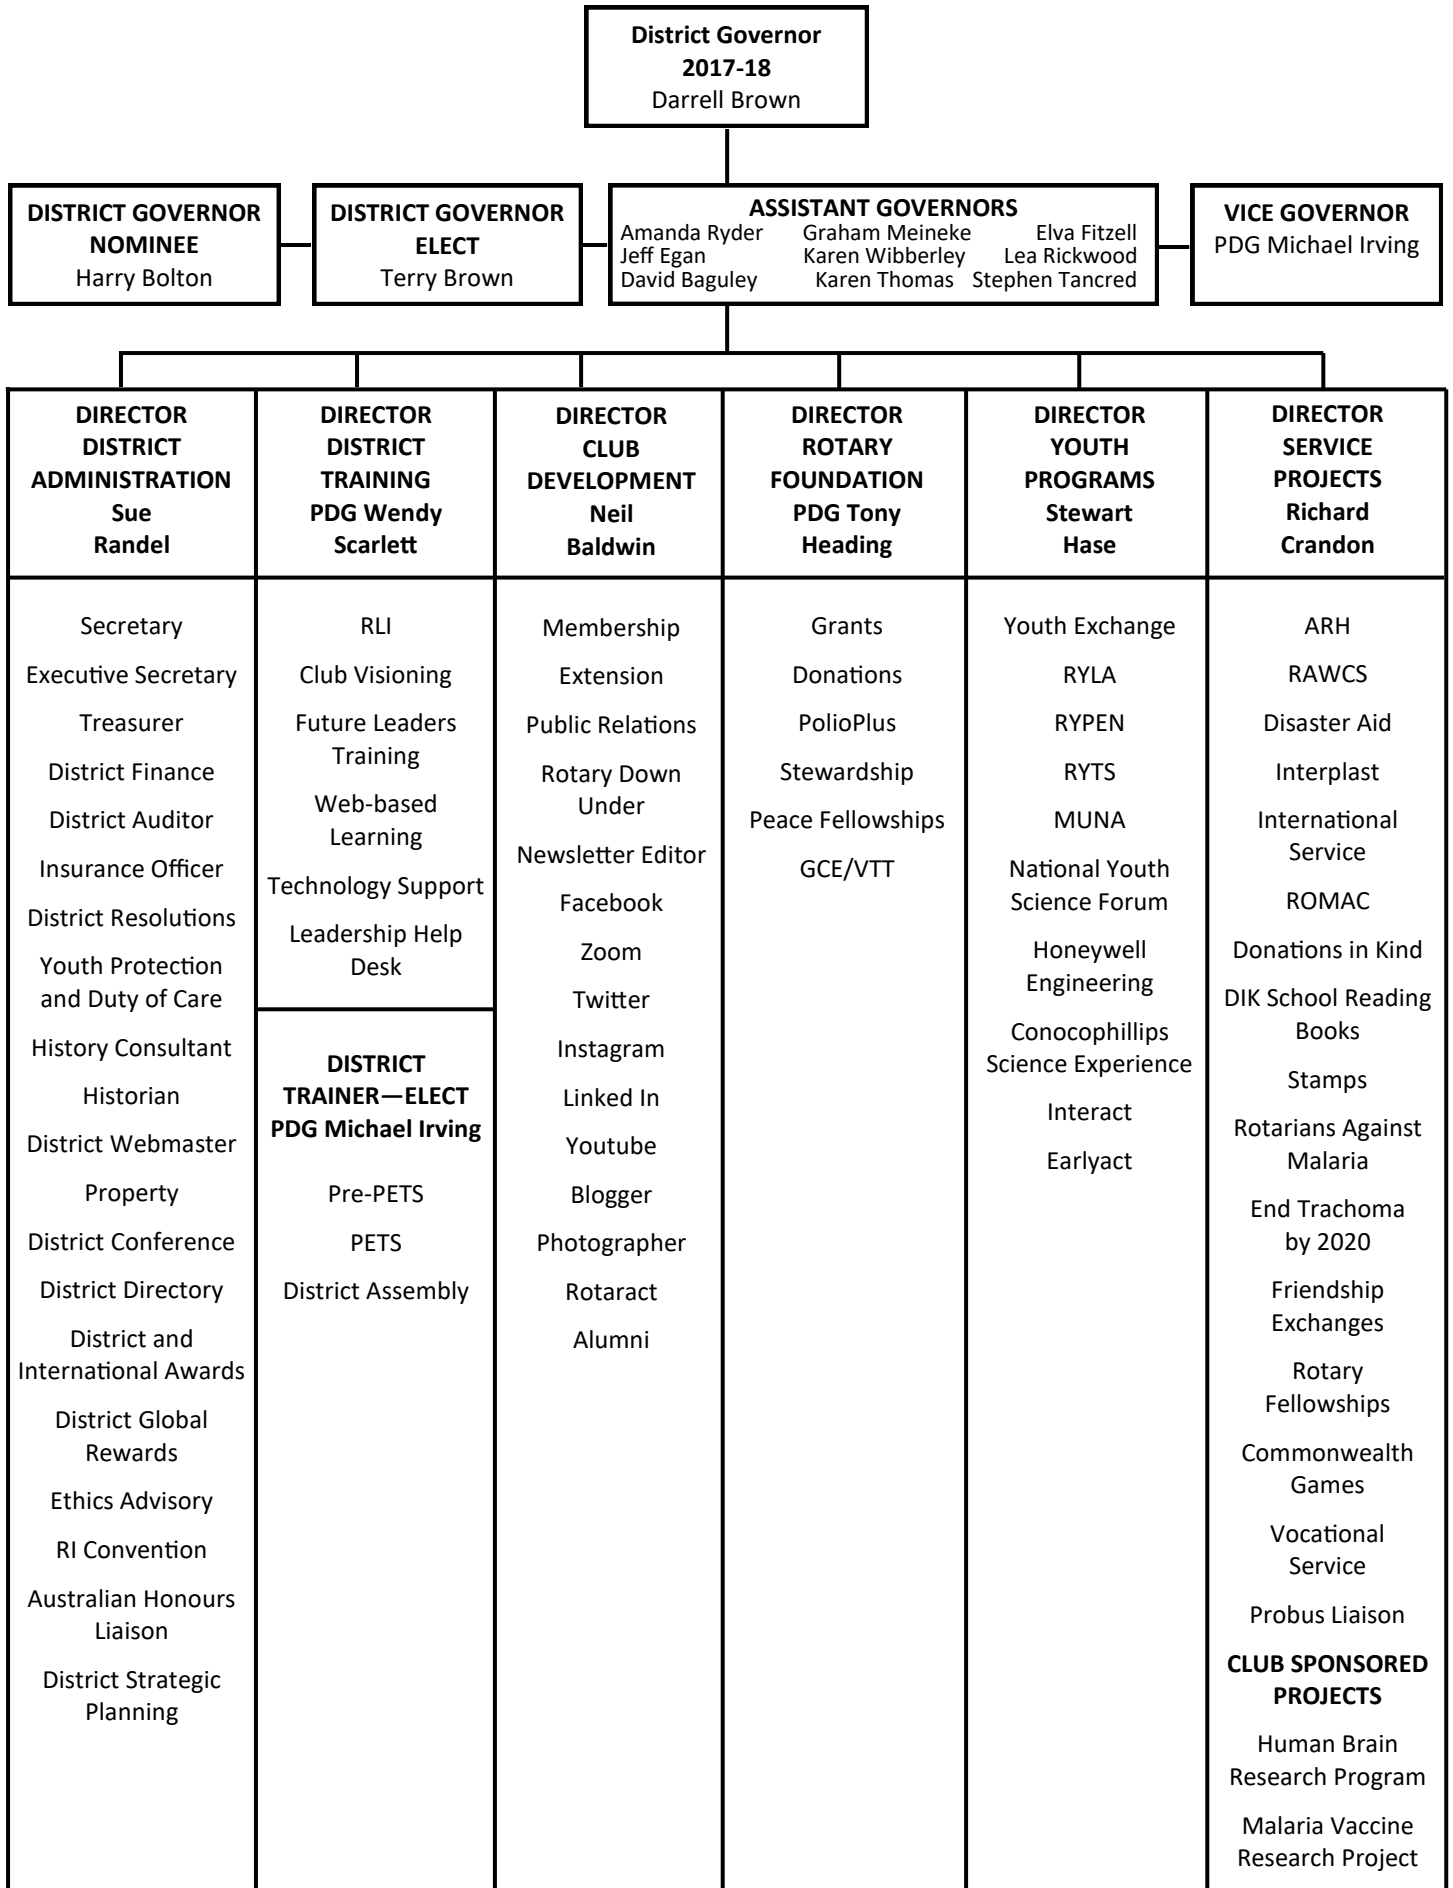 District Governor
2017-18
Darrell Brown
DISTRICT GOVERNOR
NOMINEE
Harry Bolton
DISTRICT GOVERNOR
ELECT
Terry Brown
ASSISTANT GOVERNORS
Amanda Ryder Graham Meineke Elva Fitzell
Jeff Egan Karen Wibberley Lea Rickwood
David Baguley Karen Thomas Stephen Tancred
VICE GOVERNOR
PDG Michael Irving
DIRECTOR
DISTRICT
ADMINISTRATION
Sue
Randel
Secretary
Executive Secretary
Treasurer
District Finance
District Auditor
Insurance Officer
District Resolutions
Youth Protection
and Duty of Care
History Consultant
Historian
District Webmaster
Property
District Conference
District Directory
District and
International Awards
District Global
Rewards
Ethics Advisory
RI Convention
Australian Honours
Liaison
District Strategic
Planning
DIRECTOR
DISTRICT
TRAINING
PDG Wendy
Scarlett
RLI
Club Visioning
Future Leaders
Training
Web-based
Learning
Technology Support
Leadership Help
Desk
DISTRICT
TRAINER—ELECT
PDG Michael Irving
Pre-PETS
PETS
District Assembly
DIRECTOR
CLUB
DEVELOPMENT
Neil
Baldwin
Membership
Extension
Public Relations
Rotary Down
Under
Newsletter Editor
Facebook
Zoom
Twitter
Instagram
Linked In
Youtube
Blogger
Photographer
Rotaract
Alumni
DIRECTOR
ROTARY
FOUNDATION
PDG Tony
Heading
Grants
Donations
PolioPlus
Stewardship
Peace Fellowships
GCE/VTT
DIRECTOR
YOUTH
PROGRAMS
Stewart
Hase
Youth Exchange
RYLA
RYPEN
RYTS
MUNA
National Youth
Science Forum
Honeywell
Engineering
Conocophillips
Science Experience
Interact
Earlyact
DIRECTOR
SERVICE
PROJECTS
Richard
Crandon
ARH
RAWCS
Disaster Aid
Interplast
International
Service
ROMAC
Donations in Kind
DIK School Reading
Books
Stamps
Rotarians Against
Malaria
End Trachoma
by 2020
Friendship
Exchanges
Rotary
Fellowships
Commonwealth
Games
Vocational
Service
Probus Liaison
CLUB SPONSORED
PROJECTS
Human Brain
Research Program
Malaria Vaccine
Research Project